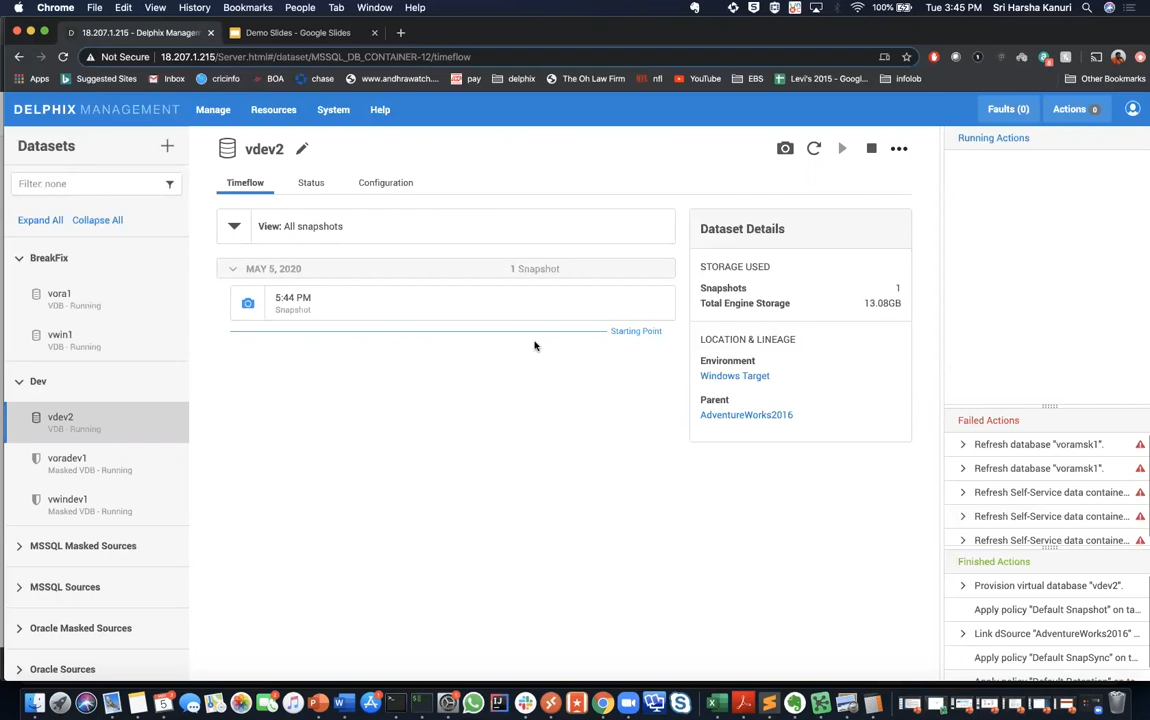 Chrome File Edit View History Bookmarks People Tab Window Help 100% Tue 3:45 PM Sri Harsha Kanuri
18.207.1.215 - Delphix Manageme × Demo Slides - Google Slides × +
Not Secure 18.207.1.215/Server.html#/dataset/MSSQL_DB_CONTAINER-12/timeflow
Apps Suggested Sites Inbox cricinfo BOA chase www.andhrawatch.... pay delphix The Oh Law Firm nfl YouTube EBS Levi's 2015 - Googl... infolob Other Bookmarks
DELPHIX MANAGEMENT Manage Resources System Help Faults (0) Actions 0
Datasets +
Filter: none
Expand All Collapse All
BreakFix
vora1
VDB - Running
vwin1
VDB - Running
Dev
vdev2
VDB - Running
voradev1
Masked VDB - Running
vwindev1
Masked VDB - Running
MSSQL Masked Sources
MSSQL Sources
Oracle Masked Sources
Oracle Sources
vdev2
Timeflow Status Configuration
View: All snapshots
MAY 5, 2020 1 Snapshot
5:44 PM
Snapshot
Starting Point
Dataset Details
STORAGE USED
Snapshots 1
Total Engine Storage 13.08GB
LOCATION & LINEAGE
Environment
Windows Target
Parent
AdventureWorks2016
Running Actions
Failed Actions
Refresh database "voramsk1".
Refresh database "voramsk1".
Refresh Self-Service data containe...
Refresh Self-Service data containe...
Refresh Self-Service data containe...
Finished Actions
Provision virtual database "vdev2".
Apply policy "Default Snapshot" on ta...
Link dSource "AdventureWorks2016" ...
Apply policy "Default SnapSync" on t...